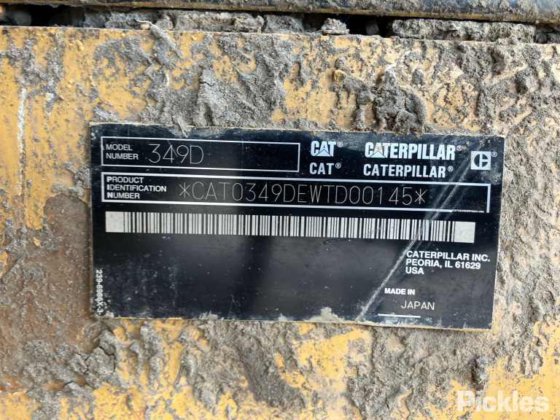 MODEL NUMBER 349D
CAT CATERPILLAR C
CAT® CATERPILLAR®
PRODUCT IDENTIFICATION NUMBER *CAT0349DEWTD00145*
CATERPILLAR INC.
PEORIA, IL 61629
USA
MADE IN
JAPAN
Pickles